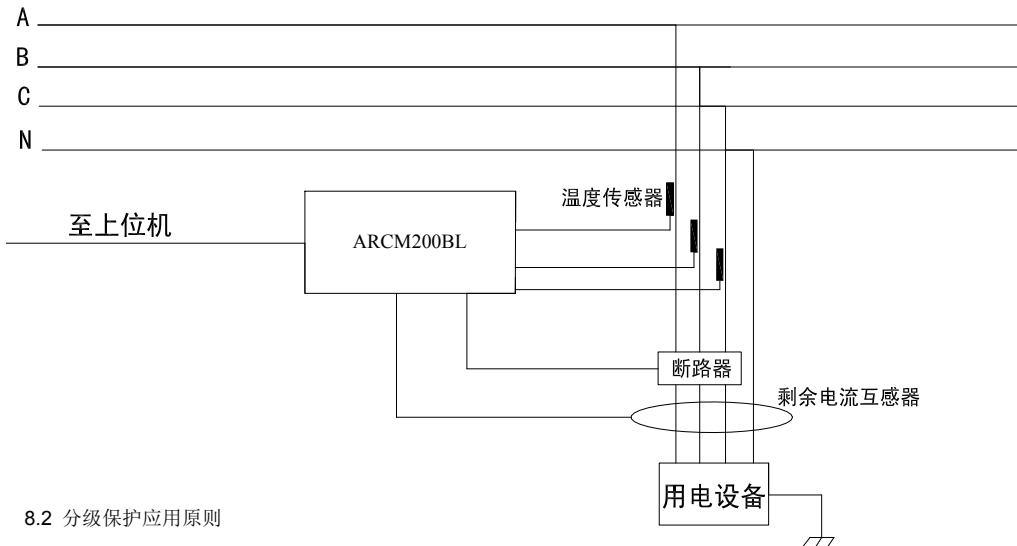 A
B
C
N
温度传感器
至上位机
ARCM200BL
断路器
剩余电流互感器
用电设备
8.2 分级保护应用原则